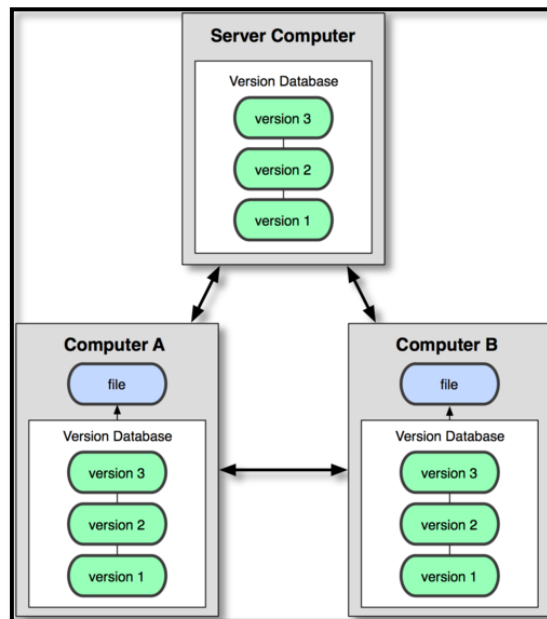 Server Computer
Version Database
version 3
version 2
version 1
Computer A
file
Version Database
version 3
version 2
version 1
Computer B
file
Version Database
version 3
version 2
version 1